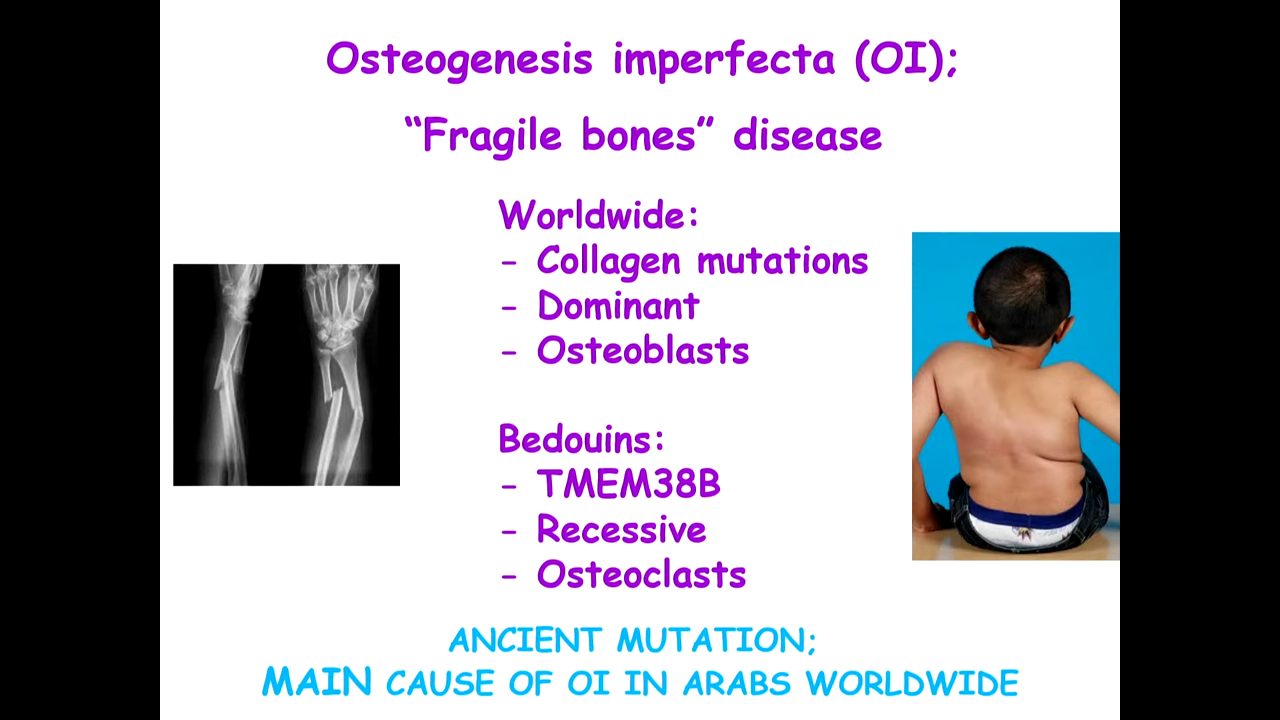 Osteogenesis imperfecta (OI);
“Fragile bones” disease
Worldwide:
- Collagen mutations
- Dominant
- Osteoblasts
Bedouins:
- TMEM38B
- Recessive
- Osteoclasts
ANCIENT MUTATION;
MAIN CAUSE OF OI IN ARABS WORLDWIDE